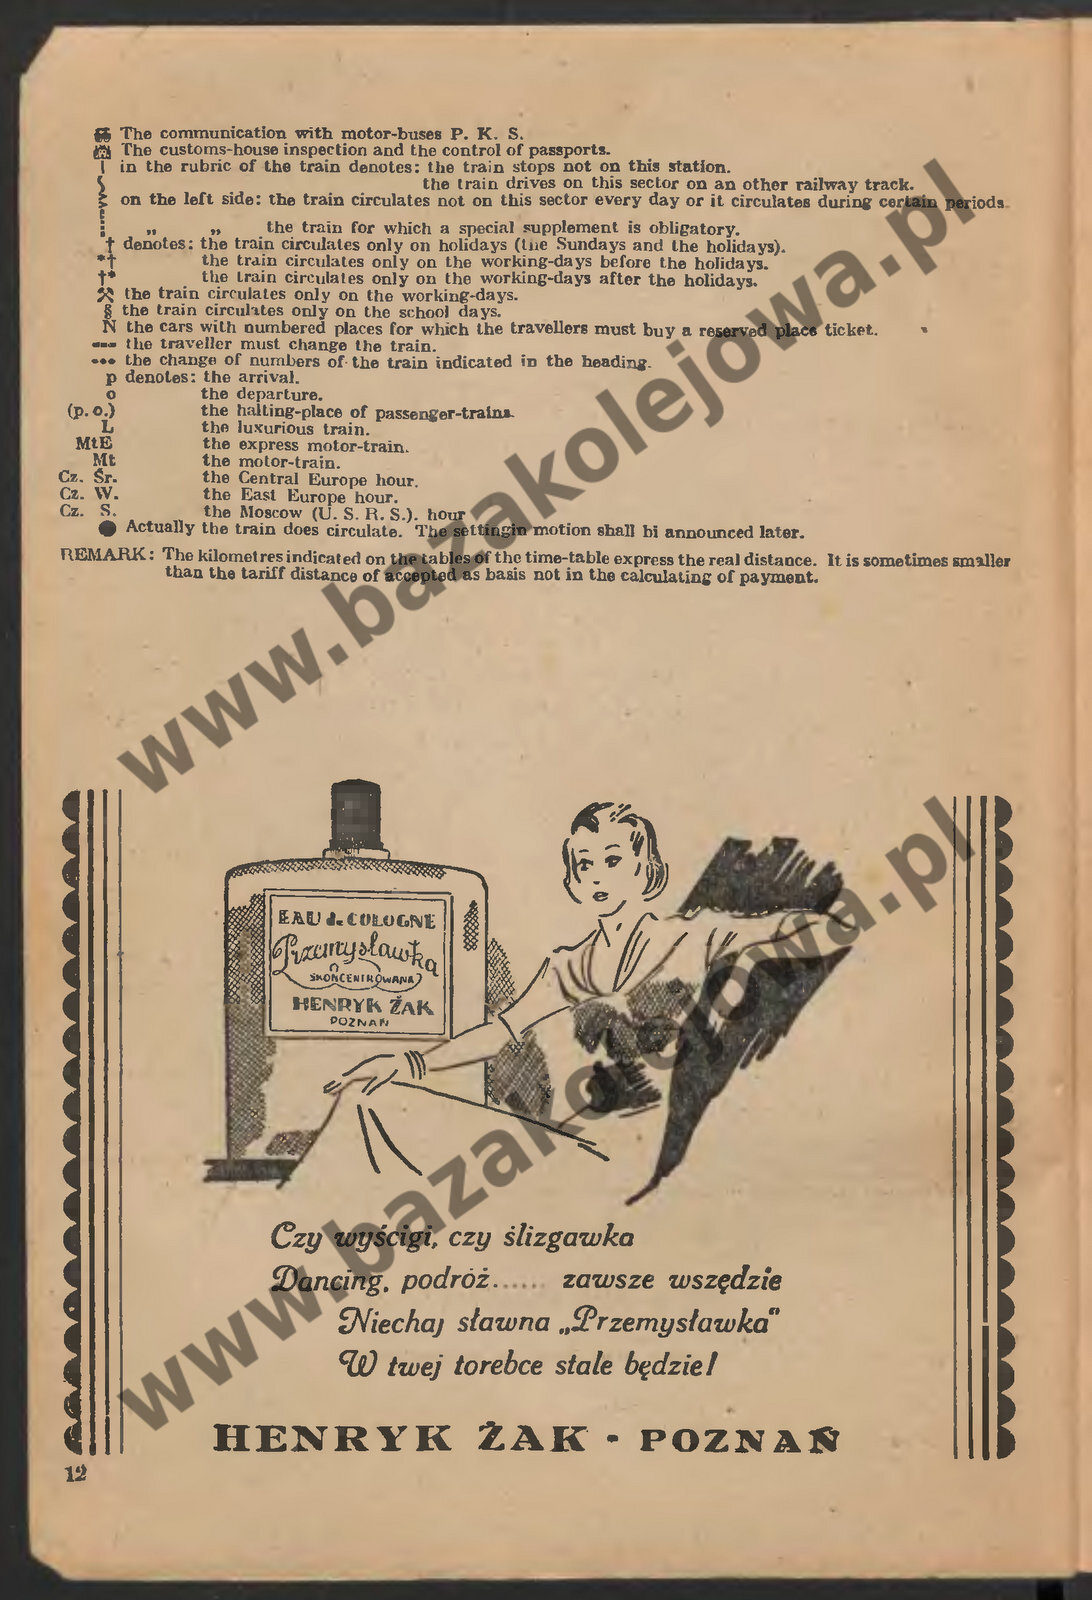 The communication with motor-buses P. K. S.
The customs-house inspection and the control of passports.
in the rubric of the train denotes: the train stops not on this station.
the train drives on this sector on an other railway track.
on the left side: the train circulates not on this sector every day or it circulates during certain periods.
„ „ the train for which a special supplement is obligatory.
† denotes: the train circulates only on holidays (the Sundays and the holidays).
*† the train circulates only on the working-days before the holidays.
†* the train circulates only on the working-days after the holidays.
⚒ the train circulates only on the working-days.
§ the train circulates only on the school days.
N the cars with numbered places for which the travellers must buy a reserved place ticket.
--- the traveller must change the train.
••• the change of numbers of the train indicated in the heading.
p denotes: the arrival.
o the departure.
(p. o.) the halting-place of passenger-trains.
L the luxurious train.
MtE the express motor-train.
Mt the motor-train.
Cz. Śr. the Central Europe hour.
Cz. W. the East Europe hour.
Cz. S. the Moscow (U. S. R. S.). hour
● Actually the train does circulate. The settingin motion shall bi announced later.
REMARK: The kilometres indicated on the tables of the time-table express the real distance. It is sometimes smaller
than the tariff distance of accepted as basis not in the calculating of payment.
EAU de COLOGNE
Przemysławka
SKONCENTROWANA
HENRYK ŻAK
POZNAŃ
Czy wyścigi, czy ślizgawka
Dancing, podróż...... zawsze wszędzie
Niechaj sławna „Przemysławka"
W twej torebce stale będzie!
HENRYK ŻAK - POZNAŃ
12
www.bazakolejowa.pl
www.bazakolejowa.pl